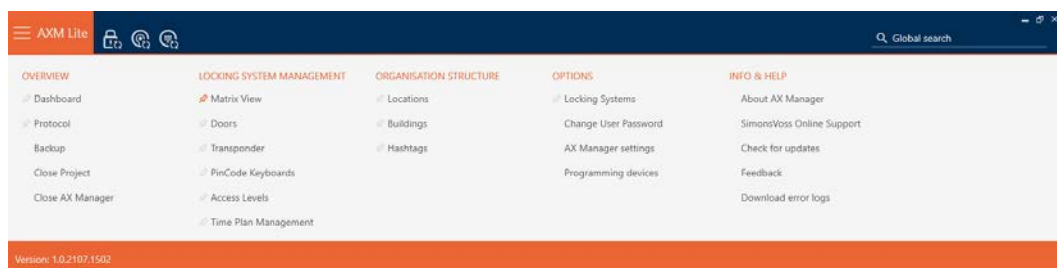 AXM Lite
Global search
OVERVIEW
Dashboard
Protocol
Backup
Close Project
Close AX Manager
LOCKING SYSTEM MANAGEMENT
Matrix View
Doors
Transponder
PinCode Keyboards
Access Levels
Time Plan Management
ORGANISATION STRUCTURE
Locations
Buildings
Hashtags
OPTIONS
Locking Systems
Change User Password
AX Manager settings
Programming devices
INFO & HELP
About AX Manager
SimonsVoss Online Support
Check for updates
Feedback
Download error logs
Version: 1.0.2107.1502